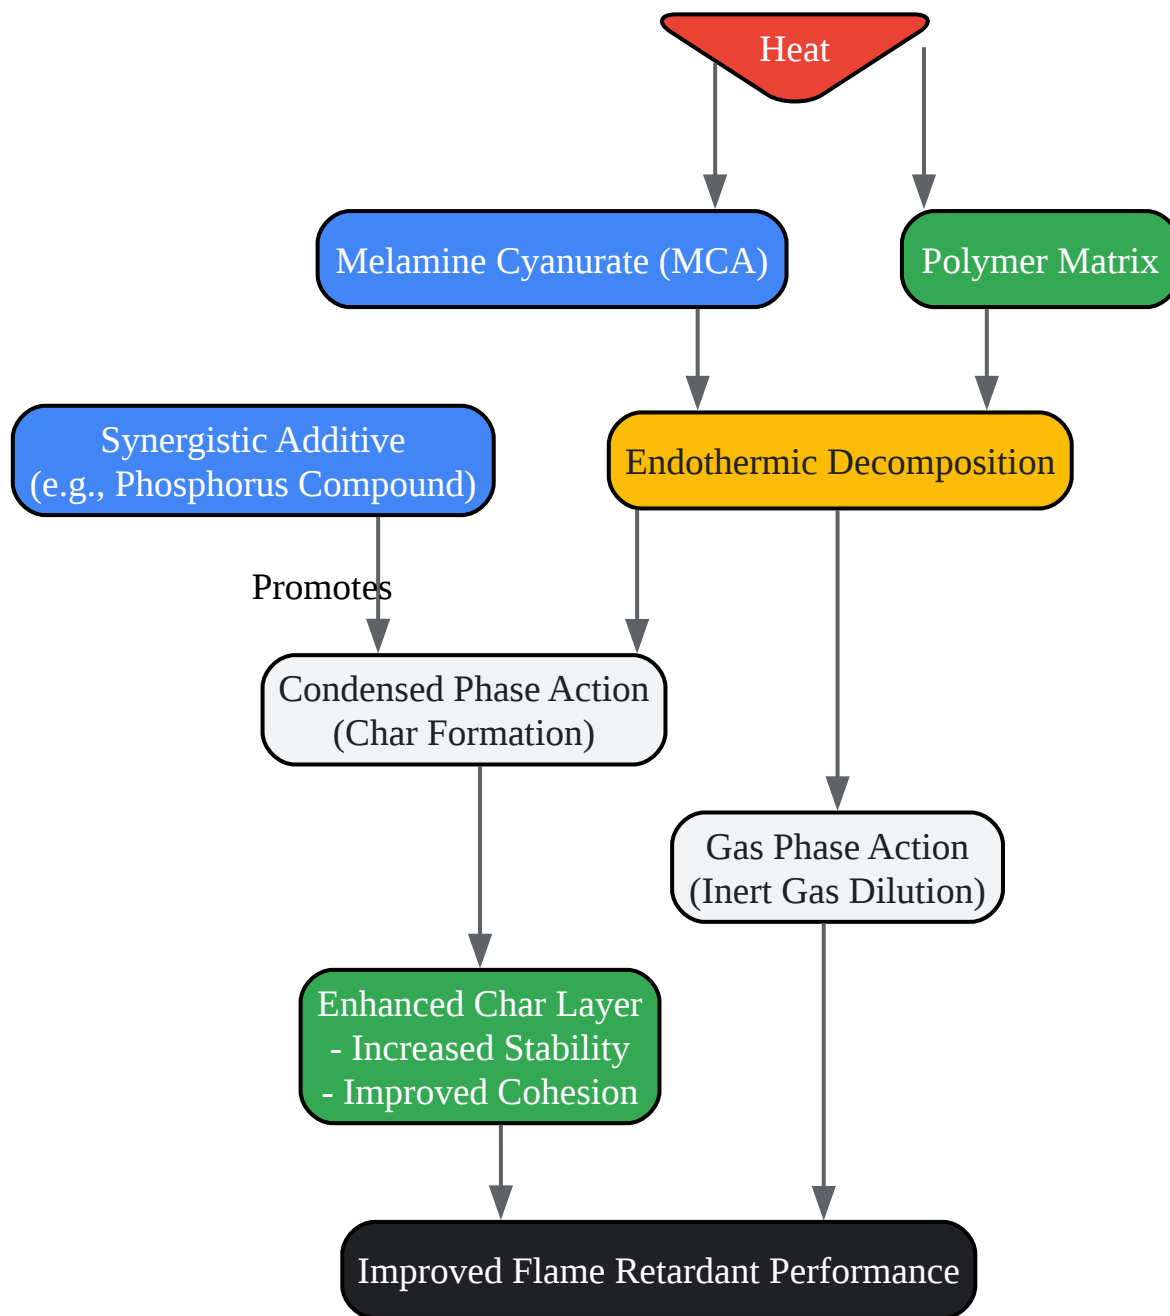 Heat
Melamine Cyanurate (MCA)
Polymer Matrix
Synergistic Additive
(e.g., Phosphorus Compound)
Endothermic Decomposition
Promotes
Condensed Phase Action
(Char Formation)
Gas Phase Action
(Inert Gas Dilution)
Enhanced Char Layer
- Increased Stability
- Improved Cohesion
Improved Flame Retardant Performance